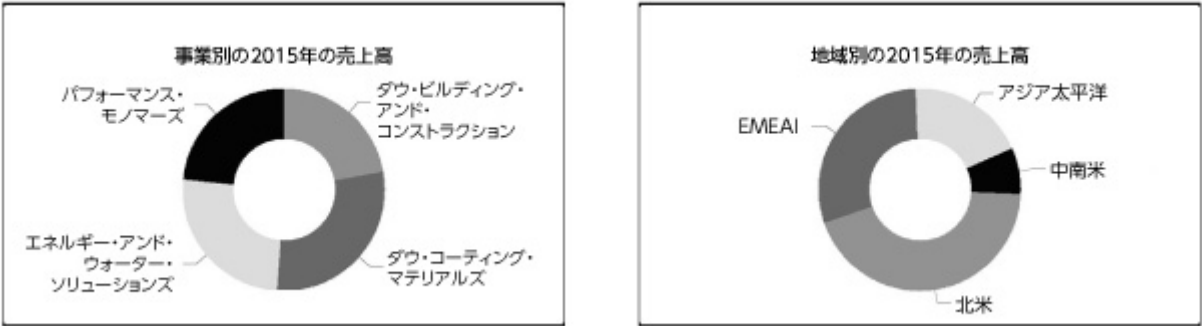 事業別の2015年の売上高
パフォーマンス・
モノマーズ
ダウ・ビルディング・
アンド・
コンストラクション
エネルギー・アンド・
ウォーター・
ソリューションズ
ダウ・コーティング・
マテリアルズ
地域別の2015年の売上高
アジア太平洋
EMEAI
中南米
北米